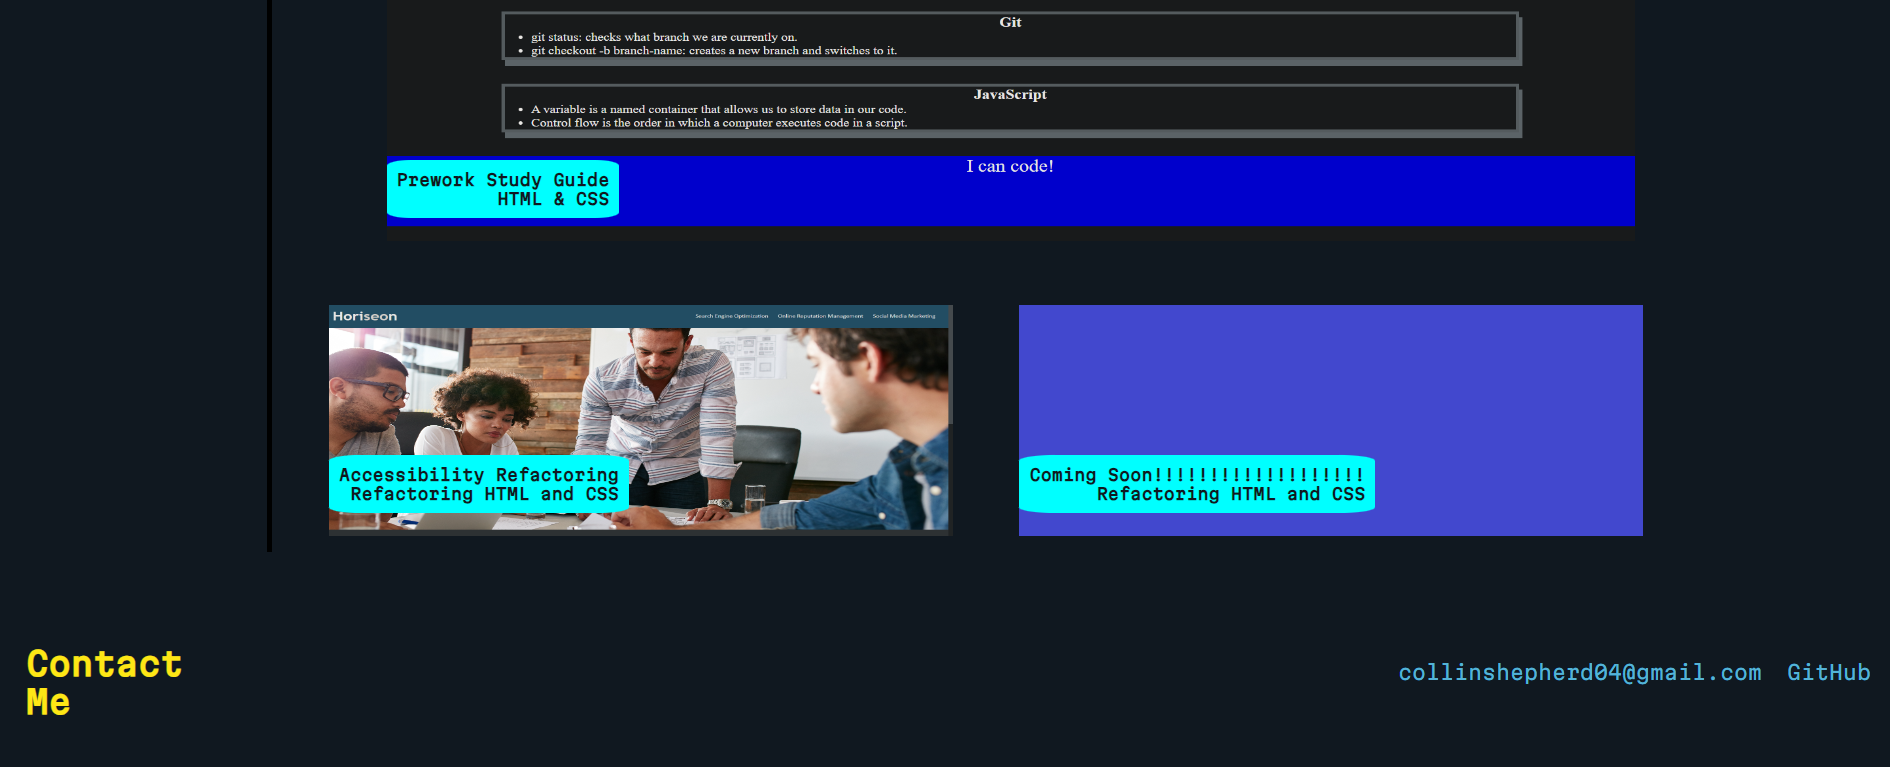 Git
git status: checks what branch we are currently on.
git checkout -b branch-name: creates a new branch and switches to it.
JavaScript
A variable is a named container that allows us to store data in our code.
Control flow is the order in which a computer executes code in a script.
I can code!
Prework Study Guide
HTML & CSS
Horiseon
Search Engine Optimization Online Reputation Management Social Media Marketing
Accessibility Refactoring
Refactoring HTML and CSS
Coming Soon!!!!!!!!!!!!!!!!!!!
Refactoring HTML and CSS
Contact
Me
collinshepherd04@gmail.com GitHub